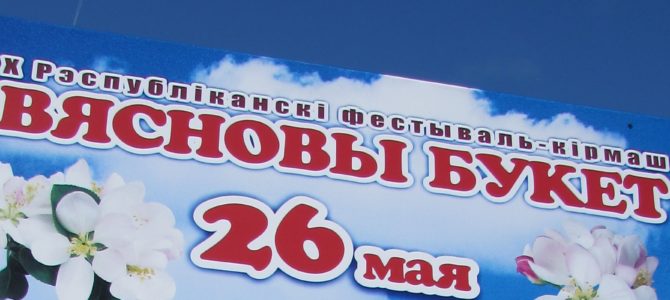 X Рэспубліканскі фестываль-кірмаш
ВЯСНОВЫ БУКЕТ
26 мая